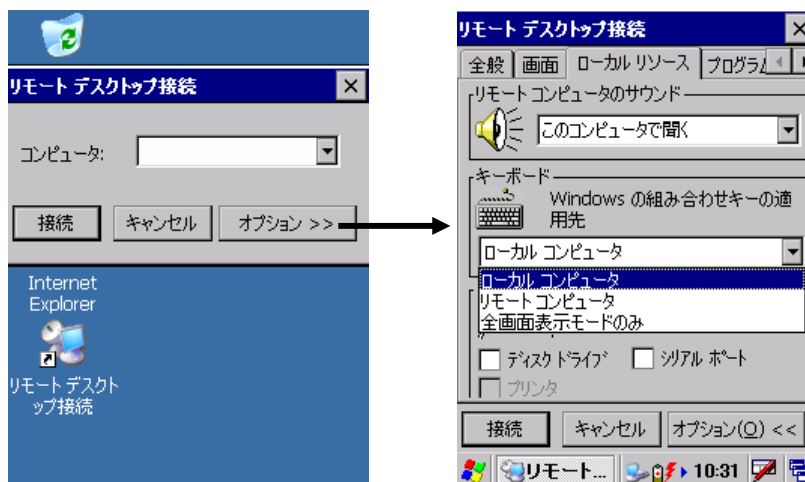 リモート デスクトップ接続
コンピュータ:
接続 キャンセル オプション >>
Internet
Explorer
リモート デスクト
ップ接続
リモート デスクトップ接続
全般 画面 ローカル リソース プログラム
リモート コンピュータのサウンド
このコンピュータで聞く
キーボード
Windows の組み合わせキーの適
用先
ローカル コンピュータ
ローカル コンピュータ
リモート コンピュータ
全画面表示モードのみ
ディスク ドライブ シリアル ポート
プリンタ
接続 キャンセル オプション(O) <<
リモート... 10:31